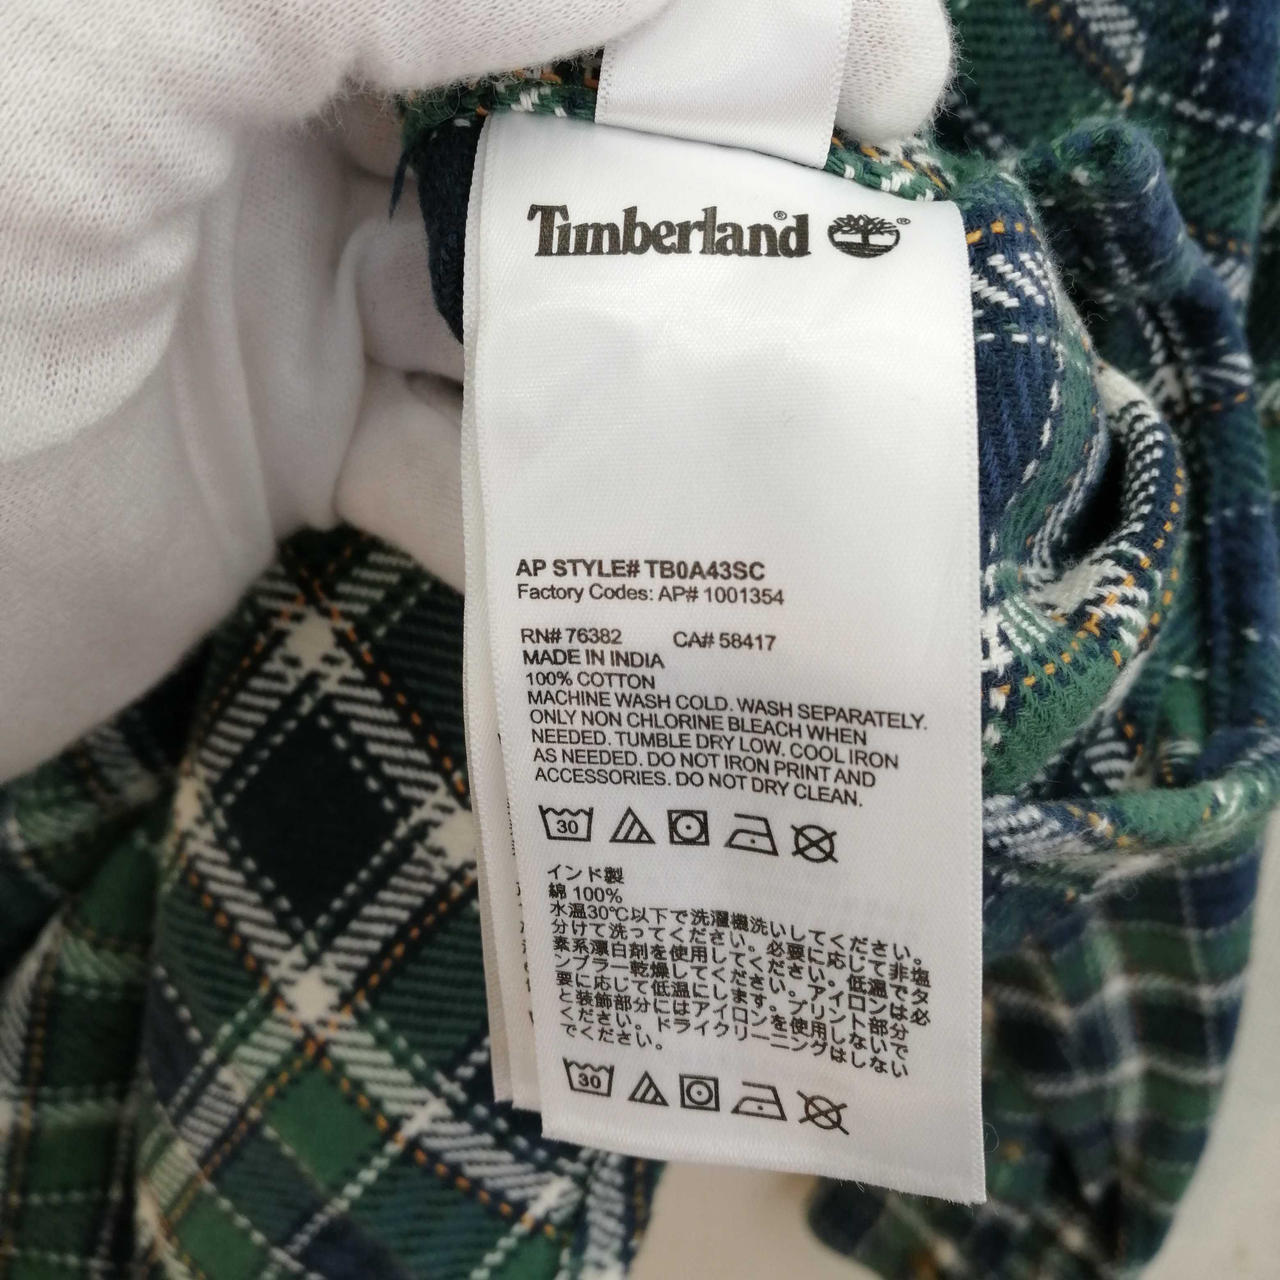 Timberland®
®
AP STYLE# TB0A43SC
Factory Codes: AP# 1001354
RN# 76382 CA# 58417
MADE IN INDIA
100% COTTON
MACHINE WASH COLD. WASH SEPARATELY.
ONLY NON CHLORINE BLEACH WHEN
NEEDED. TUMBLE DRY LOW. COOL IRON
AS NEEDED. DO NOT IRON PRINT AND
ACCESSORIES. DO NOT DRY CLEAN.
30
インド製
綿 100%
水温30℃以下で洗濯機洗いしてください。
分けて洗ってください。必要に応じて非塩
素系漂白剤を使用してください。低温でタ
ンブラー乾燥してください。アイロンは必
要に応じて低温にします。プリント部分
と装飾部分にはアイロンを使用しないで
ください。ドライクリーニングはしない
でください。
30